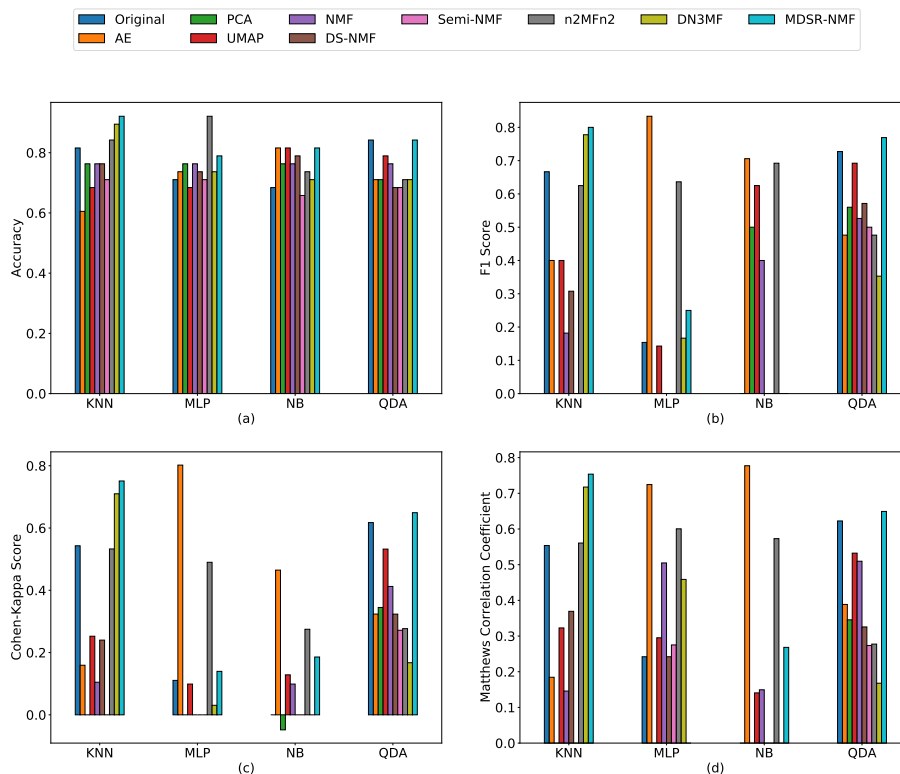 Original PCA NMF Semi-NMF n2MFn2 DN3MF MDSR-NMF
AE UMAP DS-NMF
Accuracy
0.8
0.6
0.4
0.2
0.0
KNN MLP NB QDA
(a)
F1 Score
0.8
0.7
0.6
0.5
0.4
0.3
0.2
0.1
0.0
KNN MLP NB QDA
(b)
Cohen-Kappa Score
0.8
0.6
0.4
0.2
0.0
KNN MLP NB QDA
(c)
Matthews Correlation Coefficient
0.8
0.7
0.6
0.5
0.4
0.3
0.2
0.1
0.0
KNN MLP NB QDA
(d)